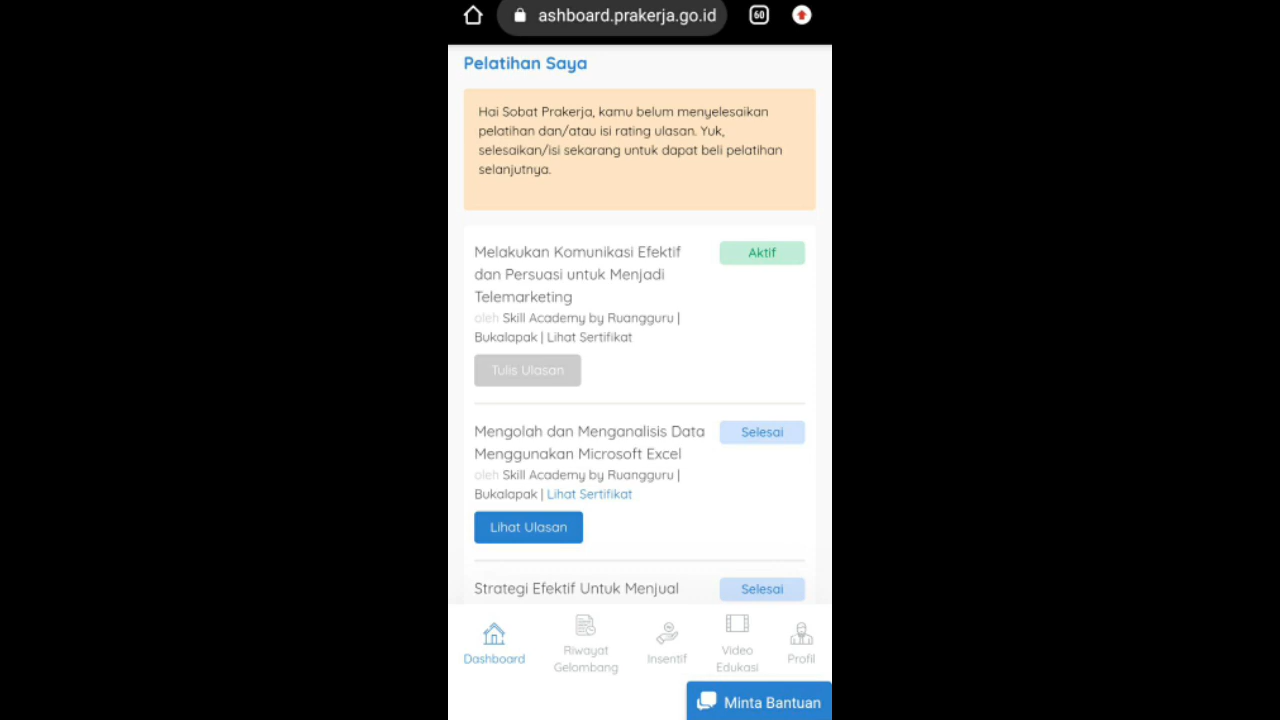 ashboard.prakerja.go.id
60
Pelatihan Saya
Hai Sobat Prakerja, kamu belum menyelesaikan
pelatihan dan/atau isi rating ulasan. Yuk,
selesaikan/isi sekarang untuk dapat beli pelatihan
selanjutnya.
Melakukan Komunikasi Efektif
dan Persuasi untuk Menjadi
Telemarketing
Aktif
oleh Skill Academy by Ruangguru |
Bukalapak | Lihat Sertifikat
Tulis Ulasan
Mengolah dan Menganalisis Data
Menggunakan Microsoft Excel
Selesai
oleh Skill Academy by Ruangguru |
Bukalapak | Lihat Sertifikat
Lihat Ulasan
Strategi Efektif Untuk Menjual
Selesai
Dashboard
Riwayat
Gelombang
Insentif
Video
Edukasi
Profil
Minta Bantuan